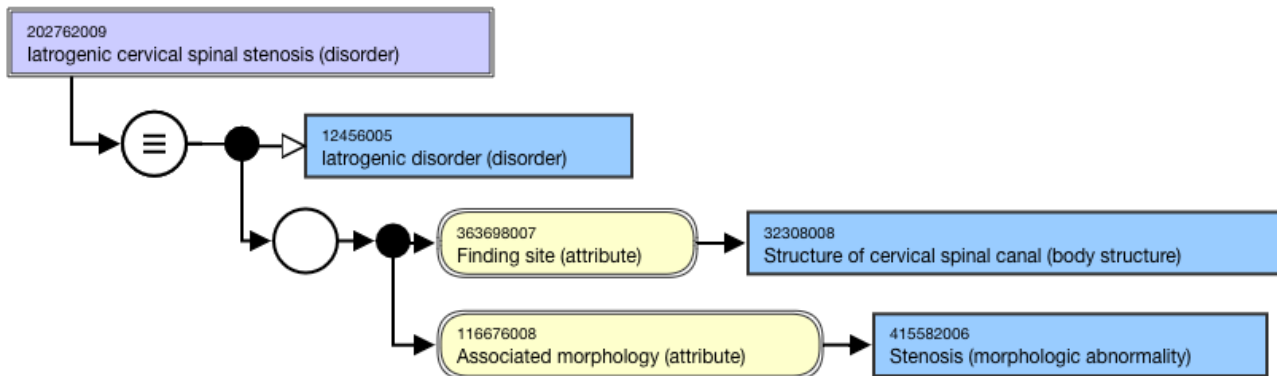 202762009
Iatrogenic cervical spinal stenosis (disorder)
12456005
Iatrogenic disorder (disorder)
363698007
Finding site (attribute)
32308008
Structure of cervical spinal canal (body structure)
116676008
Associated morphology (attribute)
415582006
Stenosis (morphologic abnormality)